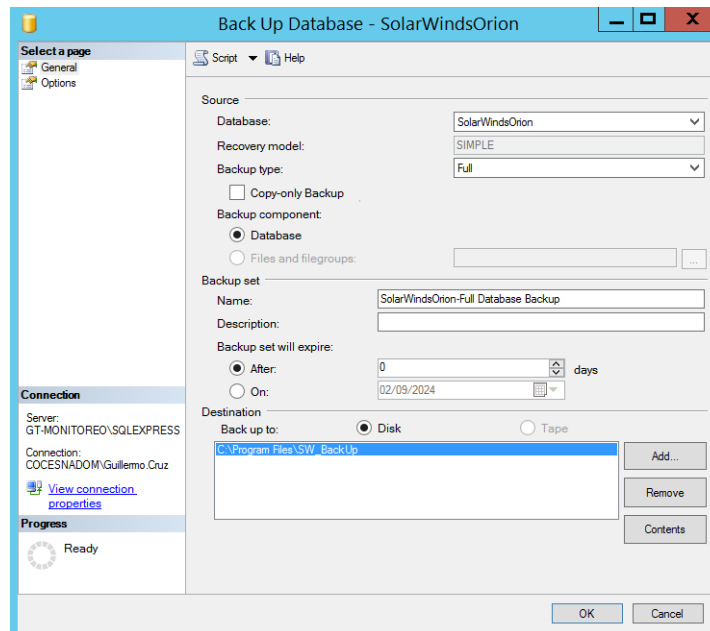 Back Up Database - SolarWindsOrion
X
Select a page
General
Options
Script
Help
Source
Database:
SolarWindsOrion
Recovery model:
SIMPLE
Backup type:
Full
Copy-only Backup
Backup component:
Database
Files and filegroups:
...
Backup set
Name:
SolarWindsOrion-Full Database Backup
Description:
Backup set will expire:
After:
0
days
On:
02/09/2024
Destination
Back up to:
Disk
Tape
C:\Program Files\SW_BackUp
Add...
Remove
Contents
Connection
Server:
GT-MONITOREO\SQLEXPRESS
Connection:
COCESNADOM\Guillermo.Cruz
View connection
properties
Progress
Ready
OK
Cancel